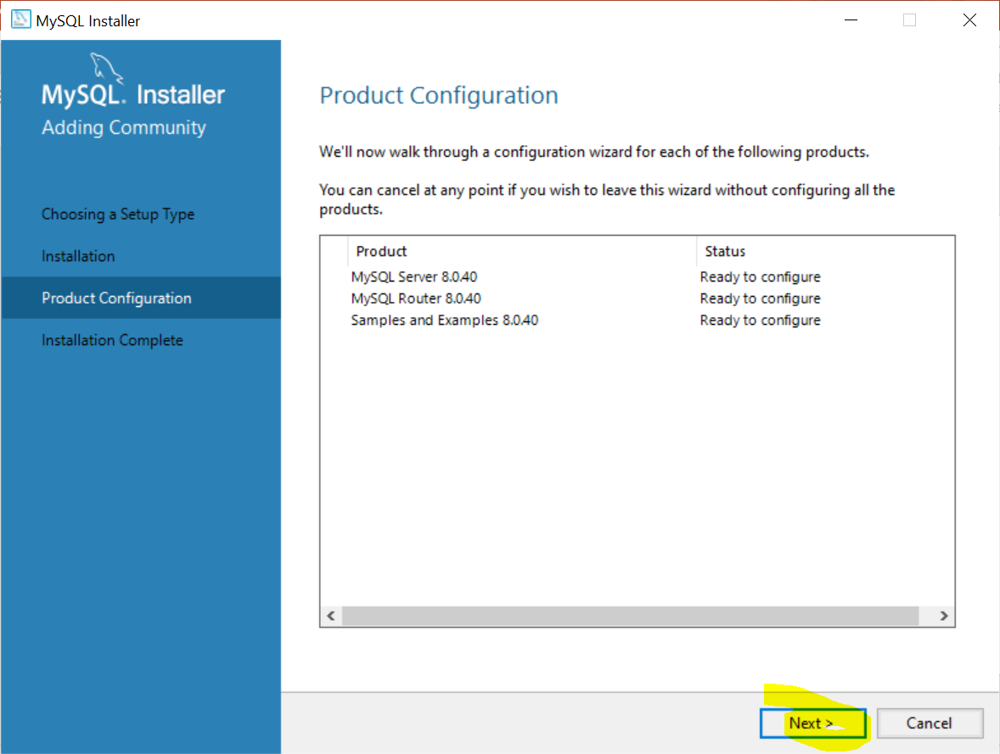 MySQL Installer
MySQL. Installer
Adding Community
Choosing a Setup Type
Installation
Product Configuration
Installation Complete
Product Configuration
We'll now walk through a configuration wizard for each of the following products.
You can cancel at any point if you wish to leave this wizard without configuring all the
products.
Product Status
MySQL Server 8.0.40 Ready to configure
MySQL Router 8.0.40 Ready to configure
Samples and Examples 8.0.40 Ready to configure
Next > Cancel